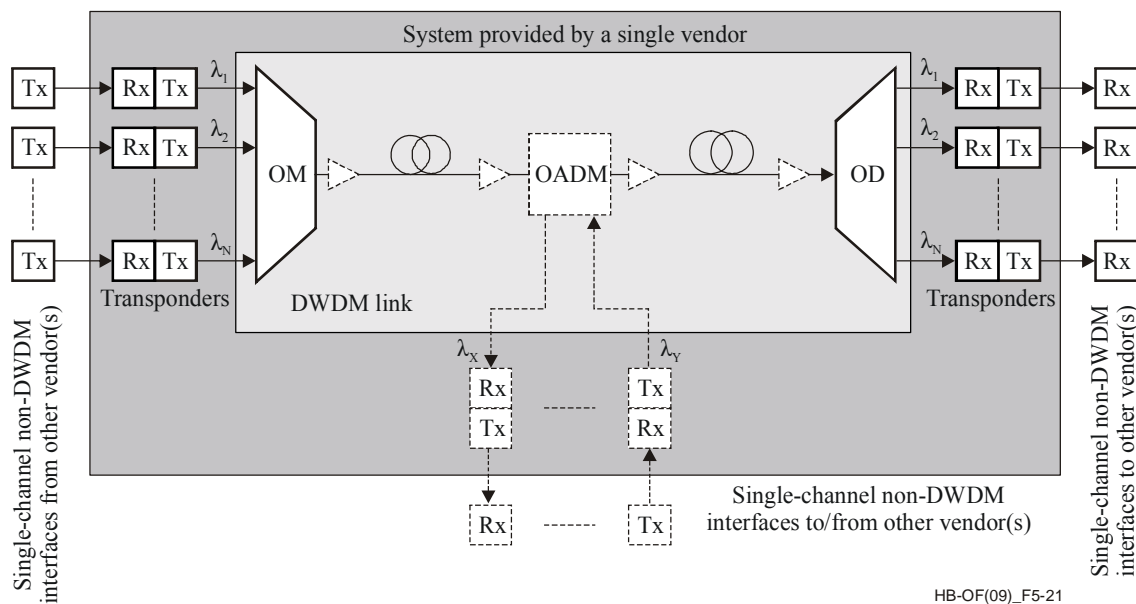 System provided by a single vendor
Tx
Rx Tx
λ1
λ1
Rx Tx
Rx
Tx
Rx Tx
λ2
λ2
Rx Tx
Rx
OM
OADM
OD
Tx
Rx Tx
λN
λN
Rx Tx
Rx
Transponders
Transponders
DWDM link
λX
λY
Rx
Tx
Tx
Rx
Rx
Tx
Single-channel non-DWDM
interfaces to/from other vendor(s)
Single-channel non-DWDM
interfaces from other vendor(s)
Single-channel non-DWDM
interfaces to other vendor(s)
HB-OF(09)_F5-21